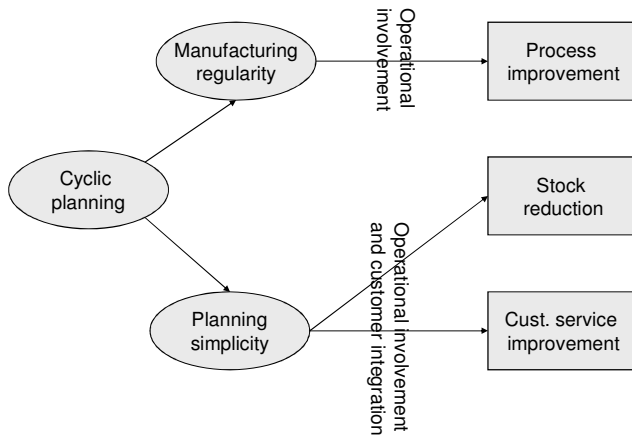 Manufacturing
regularity
Operational
involvement
Process
improvement
Cyclic
planning
Stock
reduction
Operational involvement
and customer integration
Planning
simplicity
Cust. service
improvement